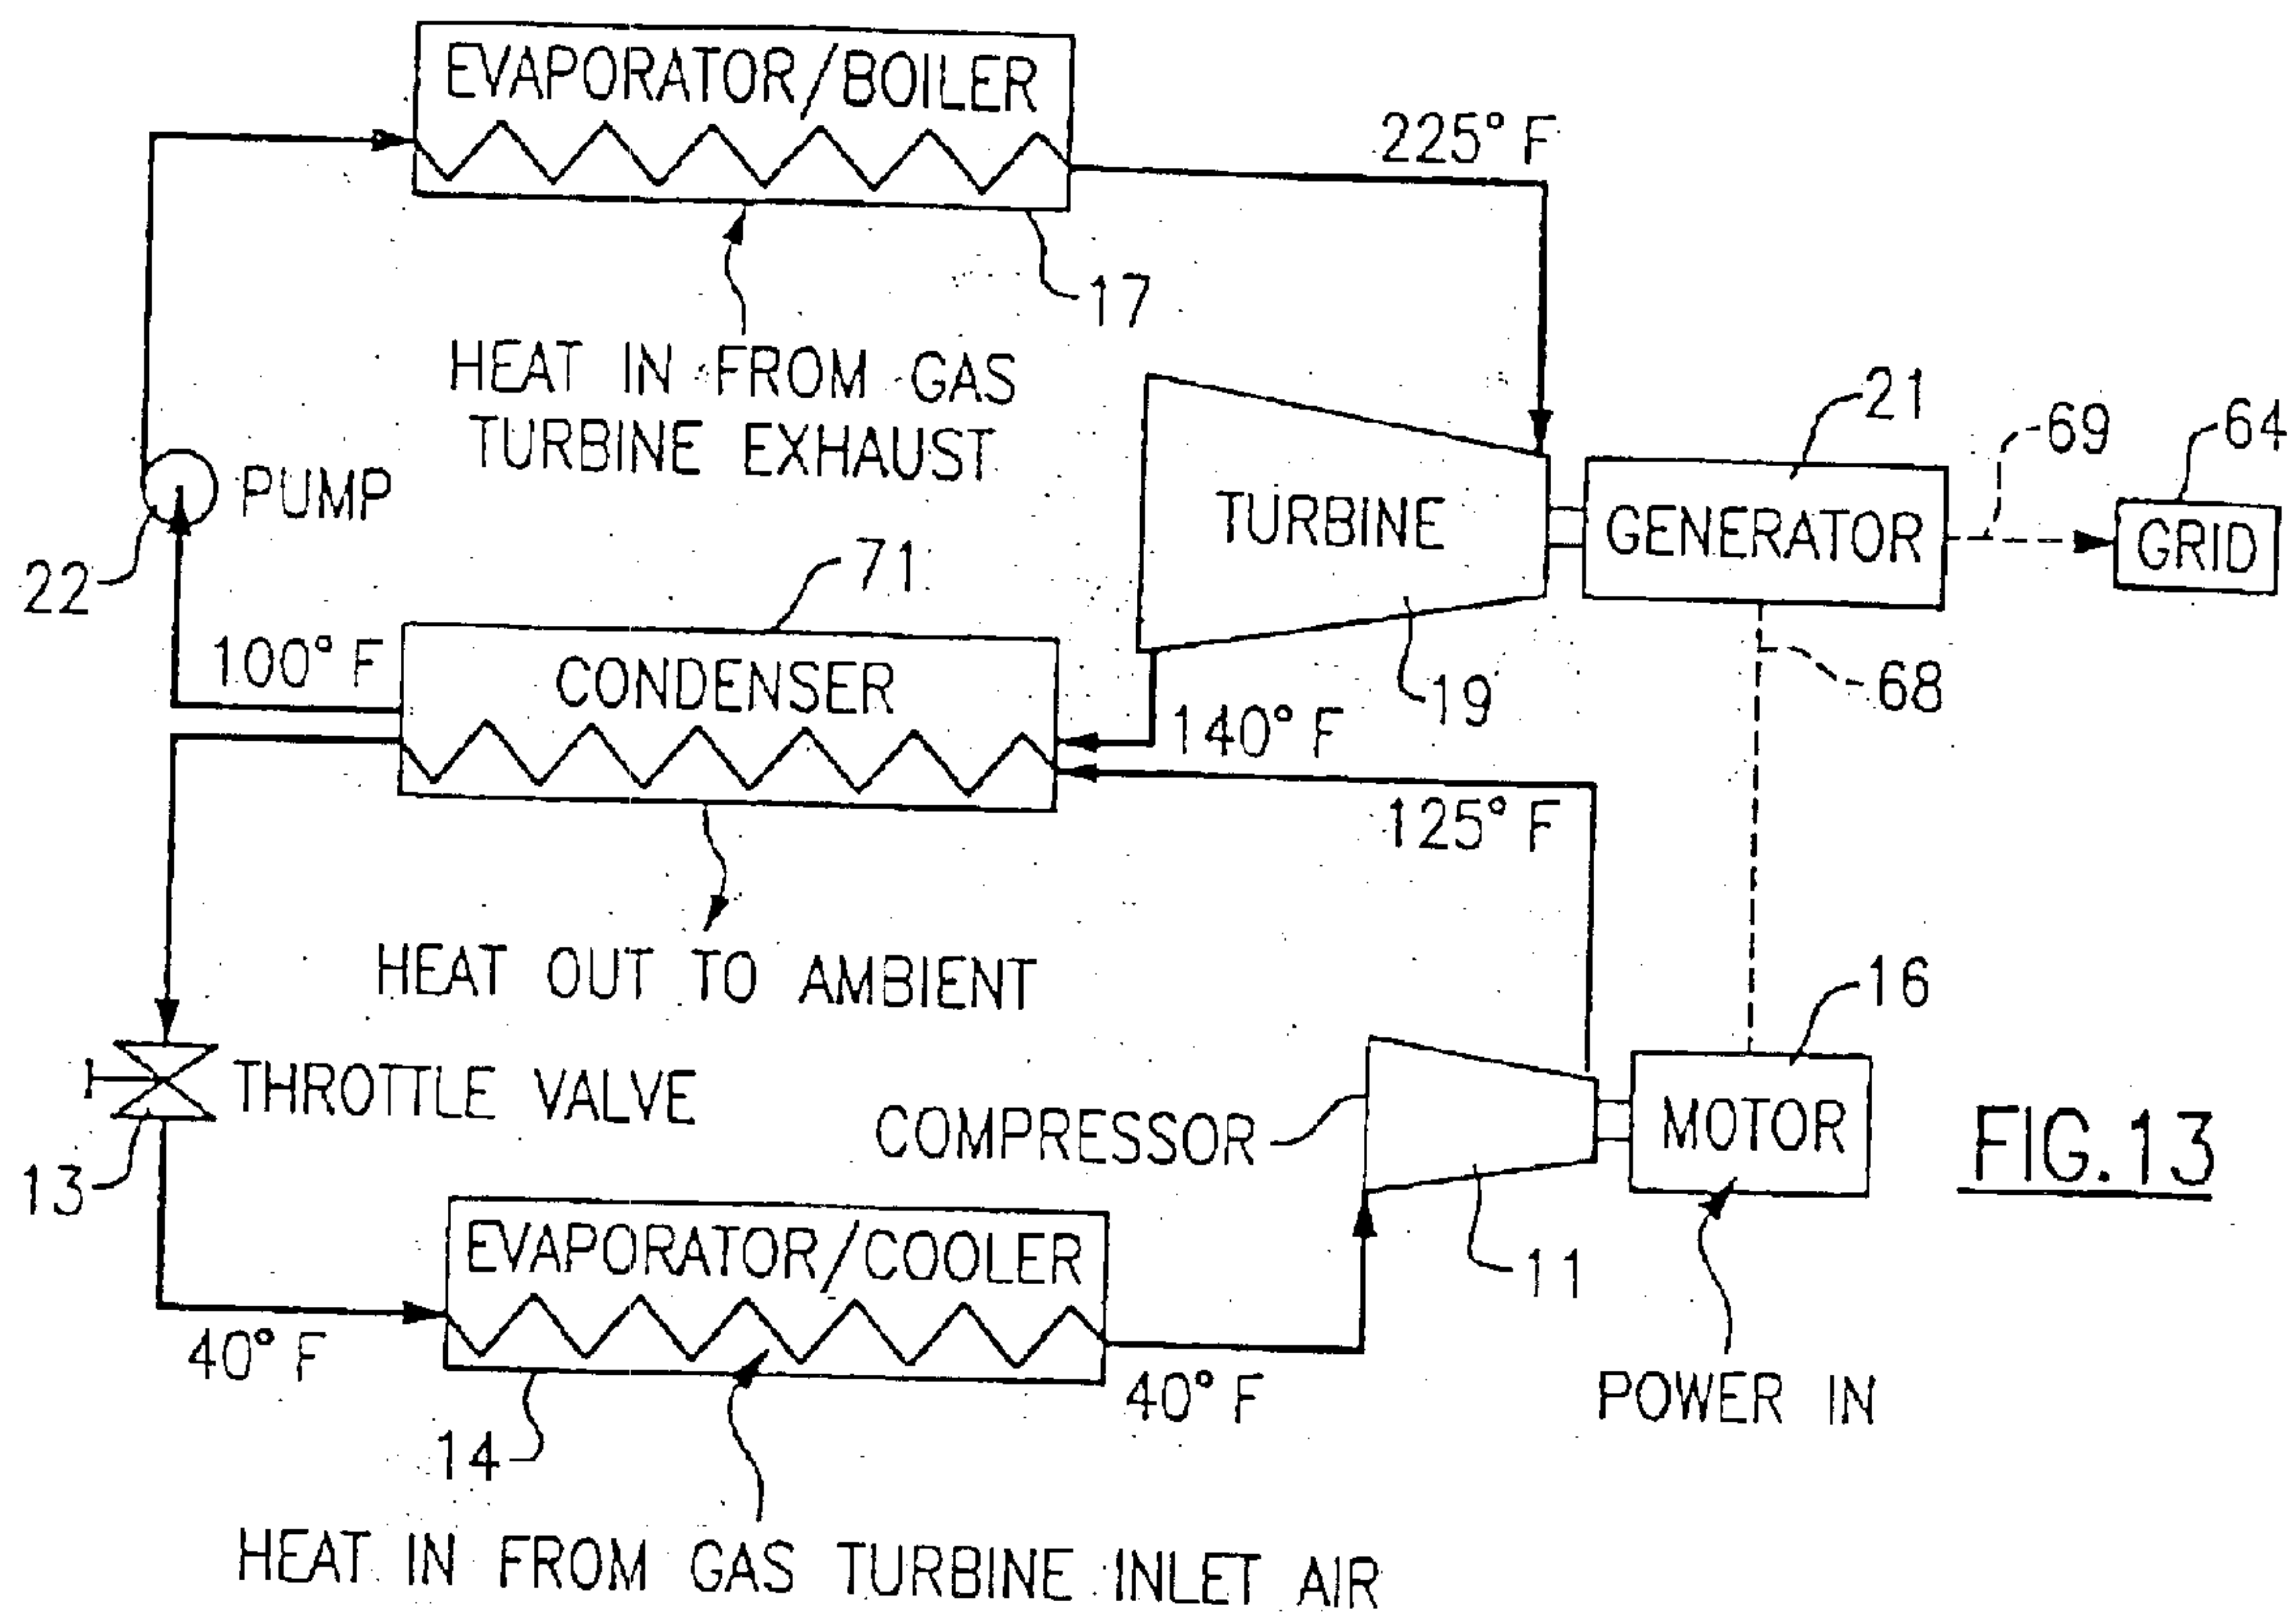 EVAPORATOR/BOILER
225° F
17
HEAT IN FROM GAS
TURBINE EXHAUST
21
69
64
PUMP
TURBINE
GENERATOR
GRID
22
71
100° F
CONDENSER
19
68
140° F
125° F
HEAT OUT TO AMBIENT
16
THROTTLE VALVE
COMPRESSOR
MOTOR
FIG.13
13
EVAPORATOR/COOLER
11
40° F
40° F
POWER IN
14
HEAT IN FROM GAS TURBINE INLET AIR